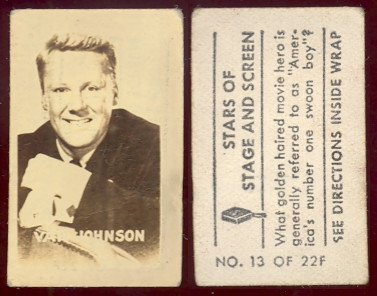 VAN JOHNSON
STARS OF
STAGE AND SCREEN
What golden haired movie hero is
generally referred to as "Amer-
ica's number one swoon boy"?
SEE DIRECTIONS INSIDE WRAP
NO. 13 OF 22F